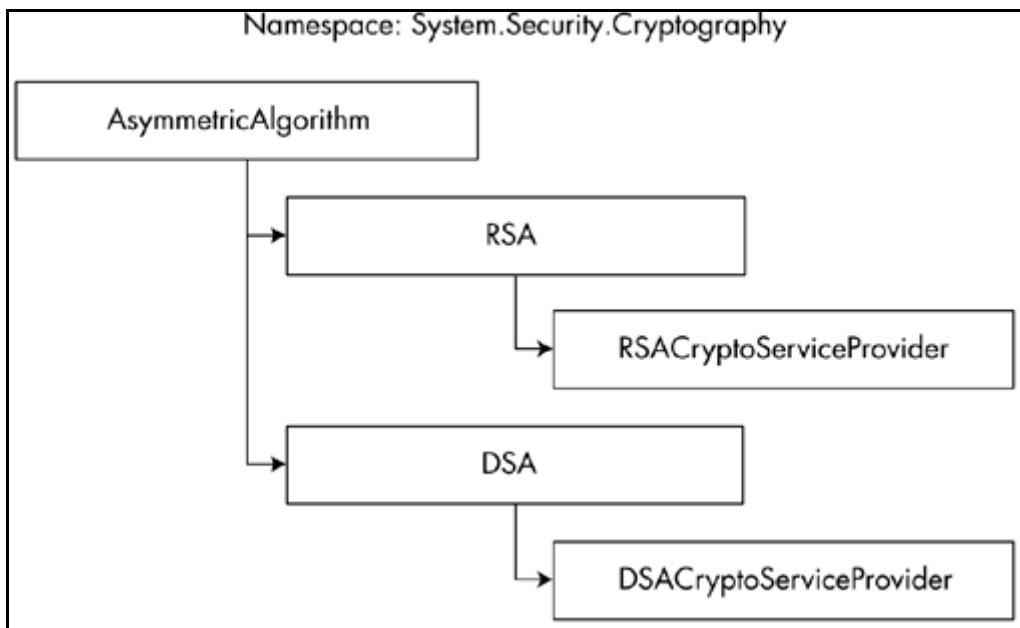 Namespace: System.Security.Cryptography
AsymmetricAlgorithm
RSA
RSACryptoServiceProvider
DSA
DSACryptoServiceProvider